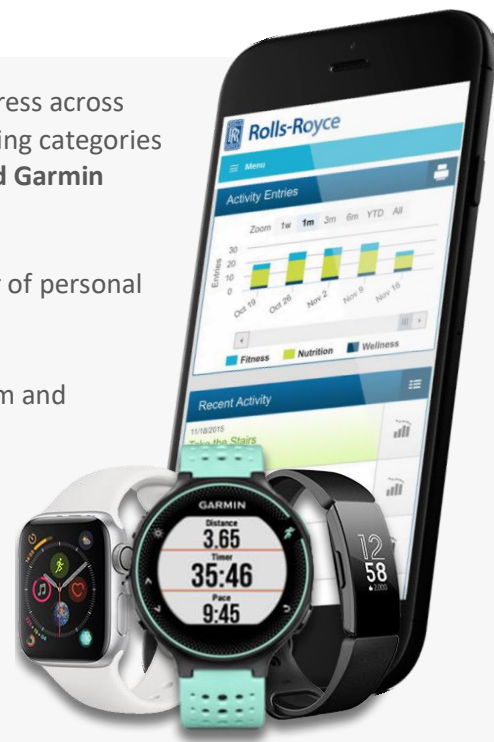 ress across
ing categories
d Garmin
r of personal
m and
Rolls-Royce
Menu
Activity Entries
Zoom 1w 1m 3m 6m YTD All
Entries
30
20
10
0
Oct 19 Oct 26 Nov 2 Nov 9 Nov 16
Fitness Nutrition Wellness
Recent Activity
11/18/2015
Take the Stairs
GARMIN
Distance
3.65
Timer
35:46
Pace
9:45
12
58
2,000